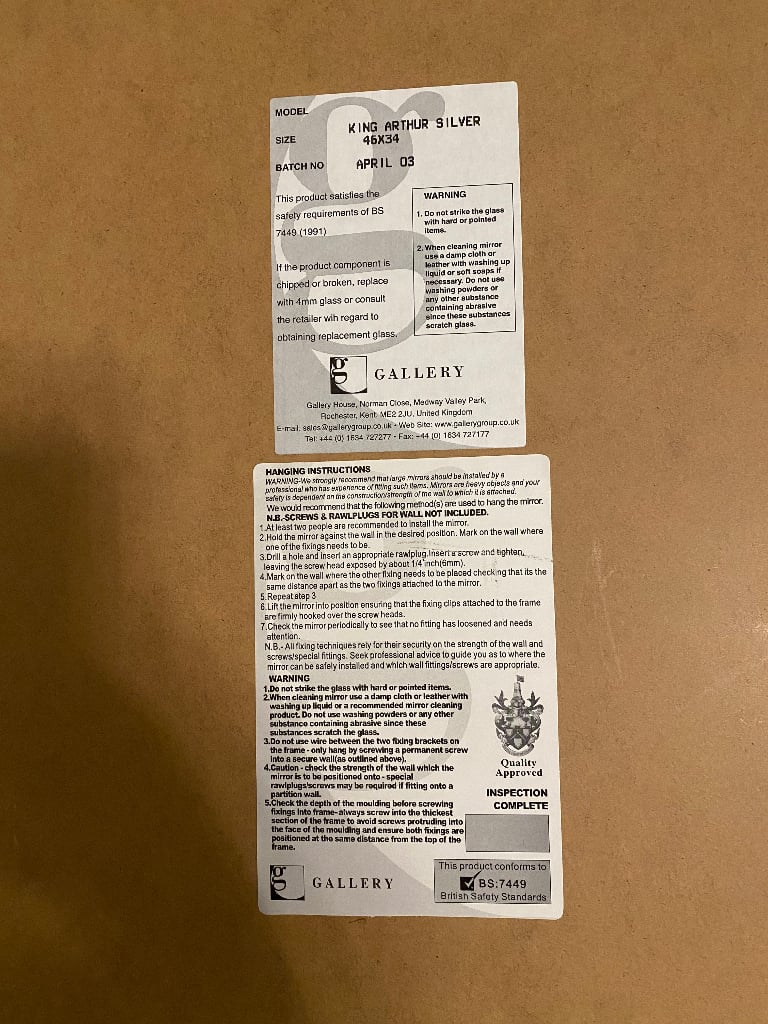 MODEL
KING ARTHUR SILVER
SIZE
46X34
BATCH NO
APRIL 03
This product satisfies the
safety requirements of BS
7449 (1991)
If the product component is
chipped or broken, replace
with 4mm glass or consult
the retailer wih regard to
obtaining replacement glass.
WARNING
1. Do not strike the glass
with hard or pointed
items.
2. When cleaning mirror
use a damp cloth or
leather with washing up
liquid or soft soaps if
necessary. Do not use
washing powders or
any other substance
containing abrasive
since these substances
scratch glass.
g GALLERY
Gallery House, Norman Close, Medway Valley Park,
Rochester, Kent. ME2 2JU, United Kingdom
E-mail: sales@gallerygroup.co.uk - Web Site: www.gallerygroup.co.uk
Tel: +44 (0) 1634 727277 - Fax: +44 (0) 1634 727177
HANGING INSTRUCTIONS
WARNING-We strongly recommend that large mirrors should be installed by a
professional who has experience of fitting such items. Mirrors are heavy objects and your
safety is dependent on the construction/strength of the wall to which it is attached.
We would recommend that the following method(s) are used to hang the mirror.
N.B.-SCREWS & RAWLPLUGS FOR WALL NOT INCLUDED.
1.At least two people are recommended to install the mirror.
2.Hold the mirror against the wall in the desired position. Mark on the wall where
one of the fixings needs to be.
3.Drill a hole and insert an appropriate rawlplug.Insert a screw and tighten,
leaving the screw head exposed by about 1/4"inch(6mm).
4.Mark on the wall where the other fixing needs to be placed checking that its the
same distance apart as the two fixings attached to the mirror.
5.Repeat step 3
6.Lift the mirror into position ensuring that the fixing clips attached to the frame
are firmly hooked over the screw heads.
7.Check the mirror periodically to see that no fitting has loosened and needs
attention.
N.B.- All fixing techniques rely for their security on the strength of the wall and
screws/special fittings. Seek professional advice to guide you as to where the
mirror can be safely installed and which wall fittings/screws are appropriate.
WARNING
1.Do not strike the glass with hard or pointed items.
2.When cleaning mirror use a damp cloth or leather with
washing up liquid or a recommended mirror cleaning
product. Do not use washing powders or any other
substance containing abrasive since these
substances scratch the glass.
3.Do not use wire between the two fixing brackets on
the frame - only hang by screwing a permanent screw
into a secure wall(as outlined above).
4.Caution - check the strength of the wall which the
mirror is to be positioned onto - special
rawlplugs/screws may be required if fitting onto a
partition wall.
5.Check the depth of the moulding before screwing
fixings into frame-always screw into the thickest
section of the frame to avoid screws protruding into
the face of the moulding and ensure both fixings are
positioned at the same distance from the top of the
frame.
Quality
Approved
INSPECTION
COMPLETE
g GALLERY
This product conforms to
BS:7449
British Safety Standards